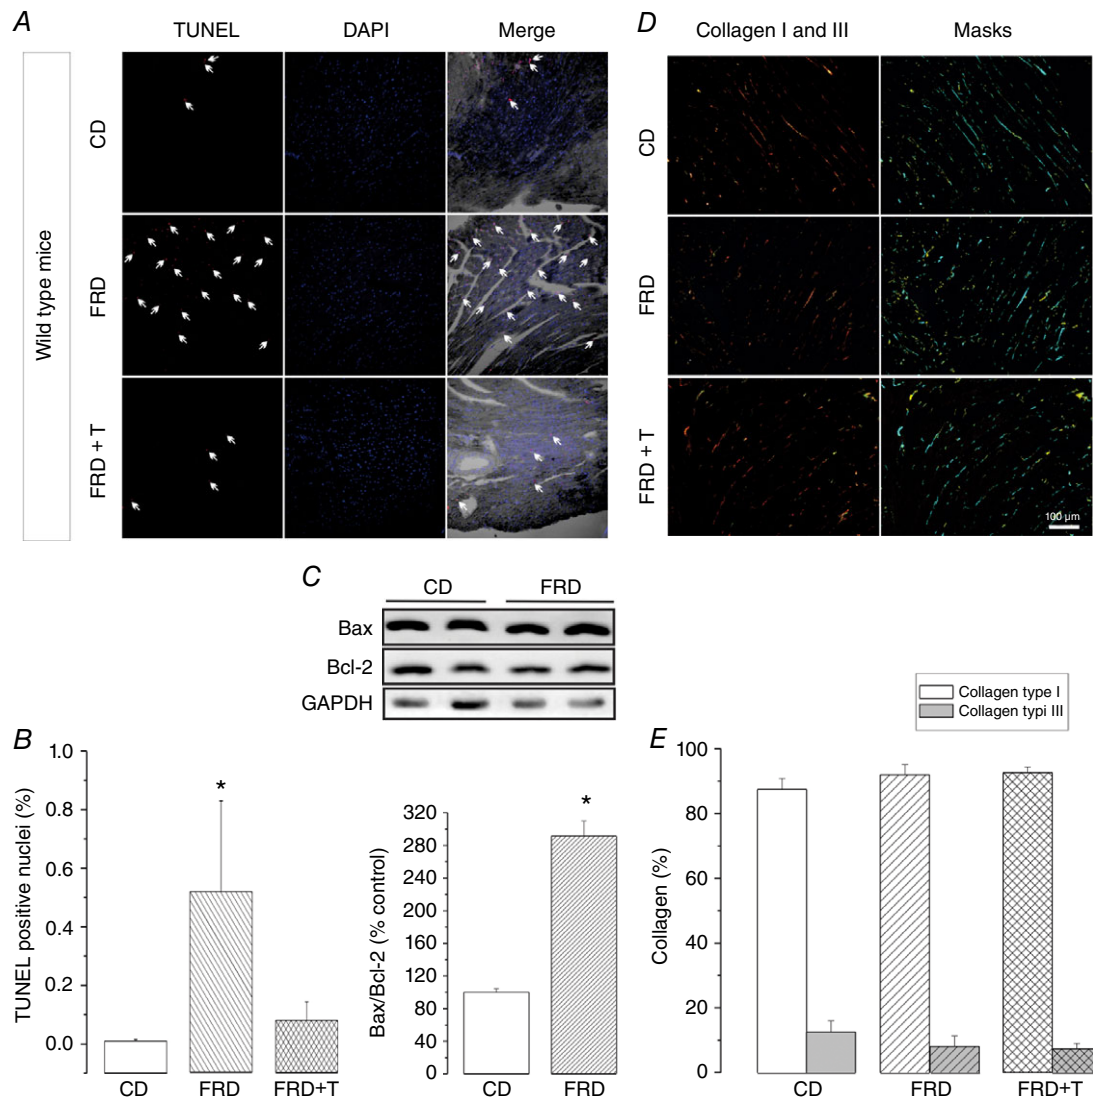 A
TUNEL DAPI Merge
Wild type mice
CD
FRD
FRD + T
D
Collagen I and III Masks
CD
FRD
FRD + T
100 µm
C
CD FRD
Bax
Bcl-2
GAPDH
B
TUNEL positive nuclei (%)
1.0
0.8
0.6
0.4
0.2
0.0
*
CD FRD FRD+T
Bax/Bcl-2 (% control)
320
280
240
200
160
120
80
40
0
*
CD FRD
Collagen type I
Collagen typi III
E
Collagen (%)
100
80
60
40
20
0
CD FRD FRD+T